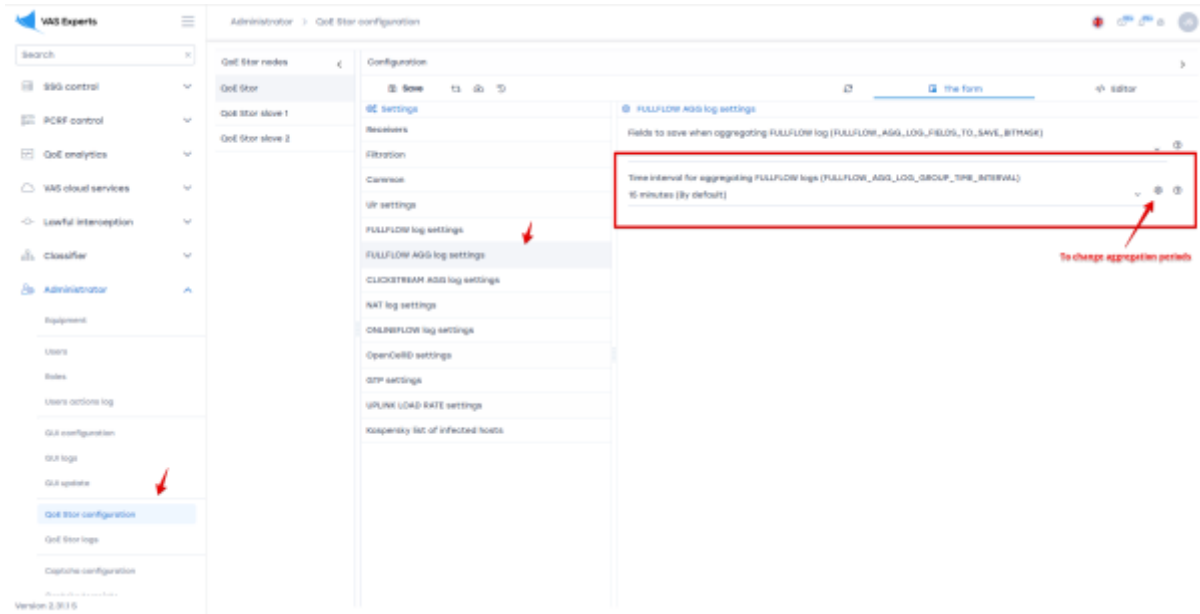 VAS Experts
Administrator > QoE Stor configuration
Search
SSG control
PCRF control
QoE analytics
VAS cloud services
Lawful interception
Classifier
Administrator
Equipment
Users
Roles
Users actions log
GUI configuration
GUI logs
GUI update
QoE Stor configuration
QoE Stor logs
Captcha configuration
Version 2.31.1 S
QoE Stor nodes
QoE Stor
QoE Stor slave 1
QoE Stor slave 2
Configuration
Save
The form
Editor
Settings
Receivers
Filtration
Common
Ulr settings
FULLFLOW log settings
FULLFLOW AGG log settings
CLICKSTREAM AGG log settings
NAT log settings
ONLINEFLOW log settings
OpenCellID settings
GTP settings
UPLINK LOAD RATE settings
Kaspersky list of infected hosts
FULLFLOW AGG log settings
Fields to save when aggregating FULLFLOW log (FULLFLOW_AGG_LOG_FIELDS_TO_SAVE_BITMASK)
Time interval for aggregating FULLFLOW logs (FULLFLOW_AGG_LOG_GROUP_TIME_INTERVAL)
15 minutes (By default)
To change aggregation periods